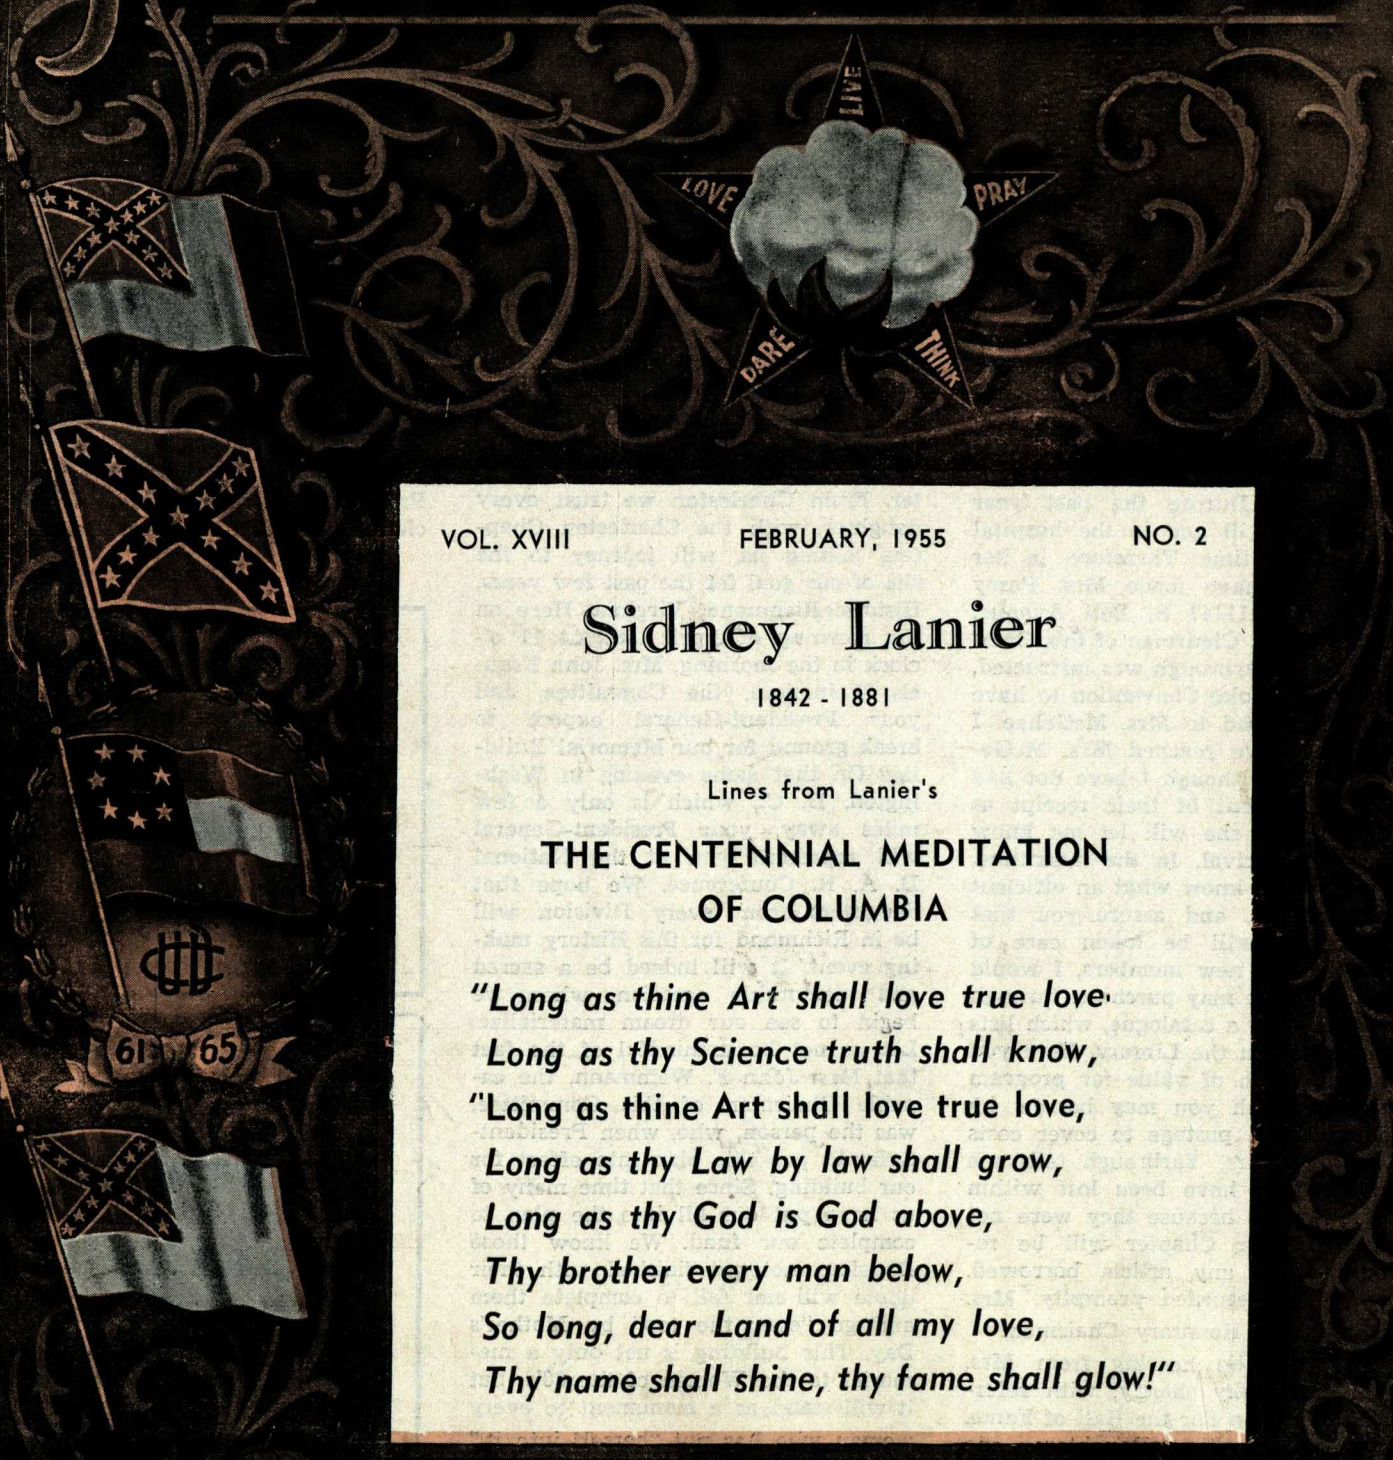 LIVE
LOVE
PRAY
DARE
THINK
VOL. XVIII FEBRUARY, 1955 NO. 2
Sidney Lanier
1842 - 1881
Lines from Lanier's
THE CENTENNIAL MEDITATION
OF COLUMBIA
"Long as thine Art shall love true love·
Long as thy Science truth shall know,
"Long as thine Art shall love true love,
Long as thy Law by law shall grow,
Long as thy God is God above,
Thy brother every man below,
So long, dear Land of all my love,
Thy name shall shine, thy fame shall glow!"
UDC
61 65